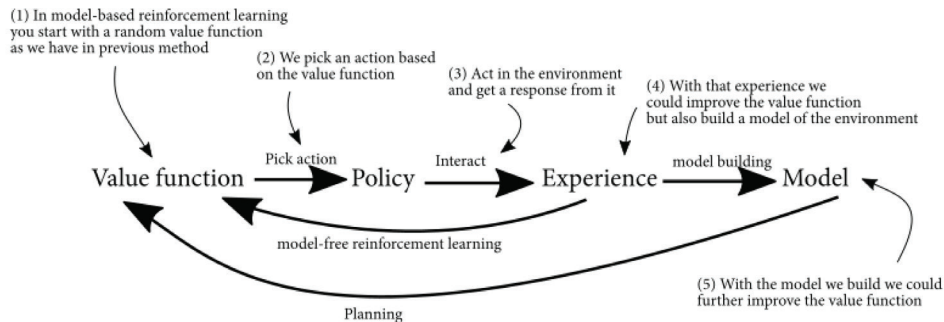 (1) In model-based reinforcement learning
you start with a random value function
as we have in previous method
(2) We pick an action based
on the value function
(3) Act in the environment
and get a response from it
(4) With that experience we
could improve the value function
but also build a model of the environment
Pick action
Interact
model building
Value function
Policy
Experience
Model
model-free reinforcement learning
(5) With the model we build we could
further improve the value function
Planning